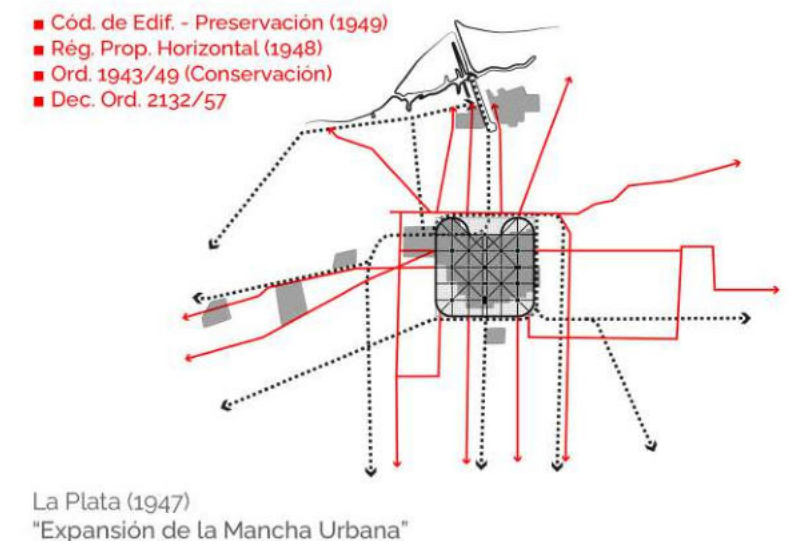 ■ Cód. de Edif. - Preservación (1949)
■ Rég. Prop. Horizontal (1948)
■ Ord. 1943/49 (Conservación)
■ Dec. Ord. 2132/57
La Plata (1947)
“Expansión de la Mancha Urbana”